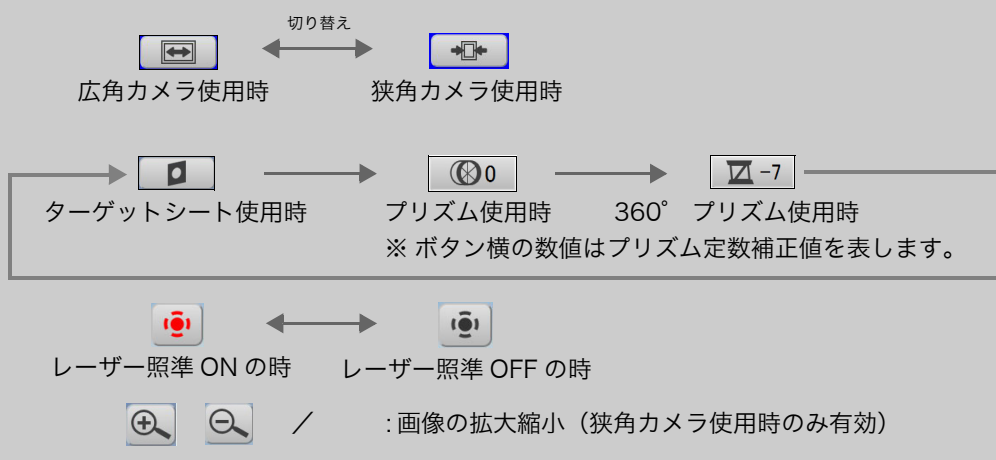 切り替え
広角カメラ使用時 狭角カメラ使用時
0 -7
ターゲットシート使用時 プリズム使用時 360° プリズム使用時
※ ボタン横の数値はプリズム定数補正値を表します。
レーザー照準 ON の時 レーザー照準 OFF の時
／ : 画像の拡大縮小（狭角カメラ使用時のみ有効）